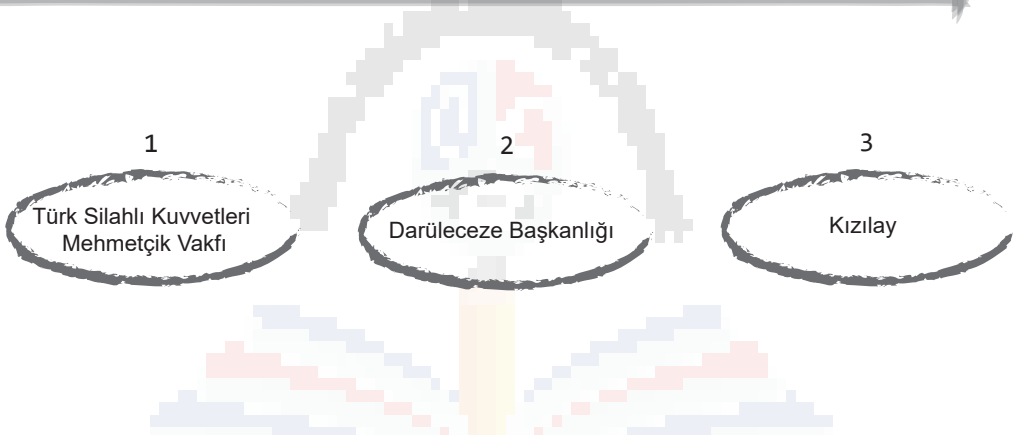 1
2
3
Türk Silahlı Kuvvetleri
Mehmetçik Vakfı
Darüleceze Başkanlığı
Kızılay